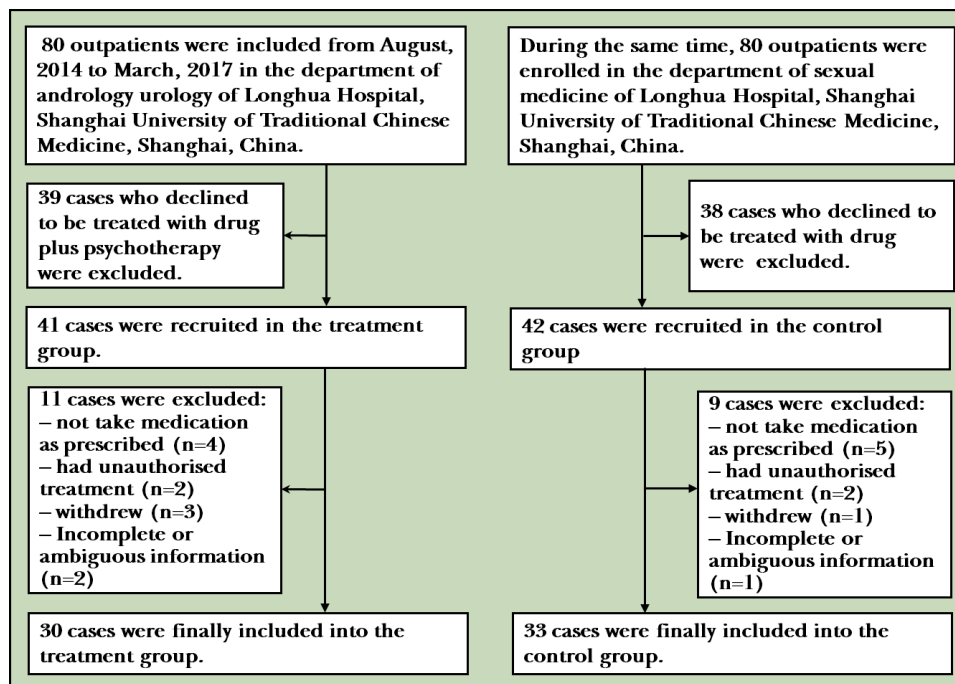 80 outpatients were included from August,
2014 to March, 2017 in the department of
andrology urology of Longhua Hospital,
Shanghai University of Traditional Chinese
Medicine, Shanghai, China.
39 cases who declined
to be treated with drug
plus psychotherapy
were excluded.
41 cases were recruited in the treatment
group.
11 cases were excluded:
– not take medication
as prescribed (n=4)
– had unauthorised
treatment (n=2)
– withdrew (n=3)
– Incomplete or
ambiguous information
(n=2)
30 cases were finally included into the
treatment group.
During the same time, 80 outpatients were
enrolled in the department of sexual
medicine of Longhua Hospital, Shanghai
University of Traditional Chinese Medicine,
Shanghai, China.
38 cases who declined to
be treated with drug
were excluded.
42 cases were recruited in the control
group
9 cases were excluded:
– not take medication
as prescribed (n=5)
– had unauthorised
treatment (n=2)
– withdrew (n=1)
– Incomplete or
ambiguous information
(n=1)
33 cases were finally included into the
control group.